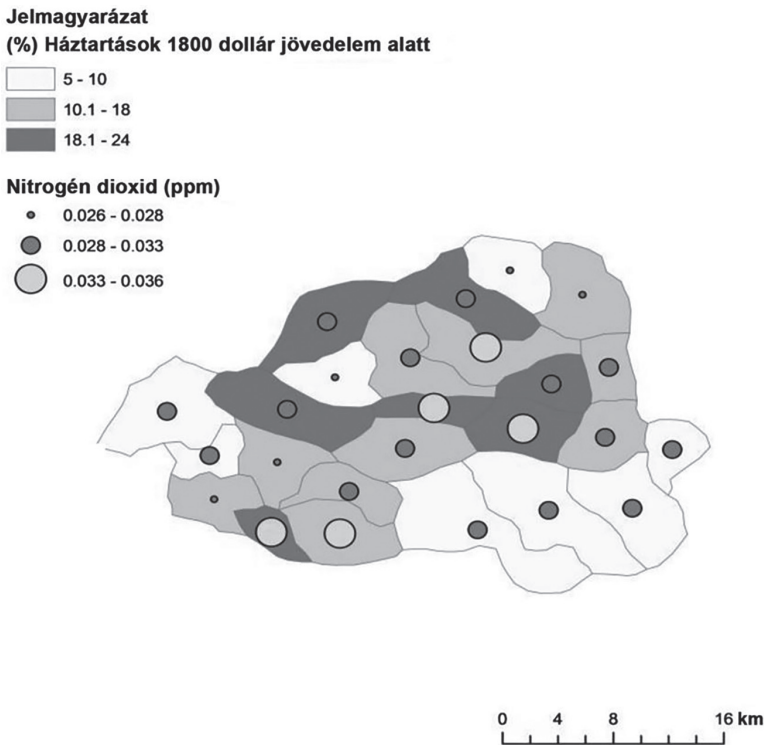 Jelmagyarázat
(%) Háztartások 1800 dollár jövedelem alatt
5 - 10
10.1 - 18
18.1 - 24
Nitrogén dioxid (ppm)
0.026 - 0.028
0.028 - 0.033
0.033 - 0.036
0 4 8 16 km